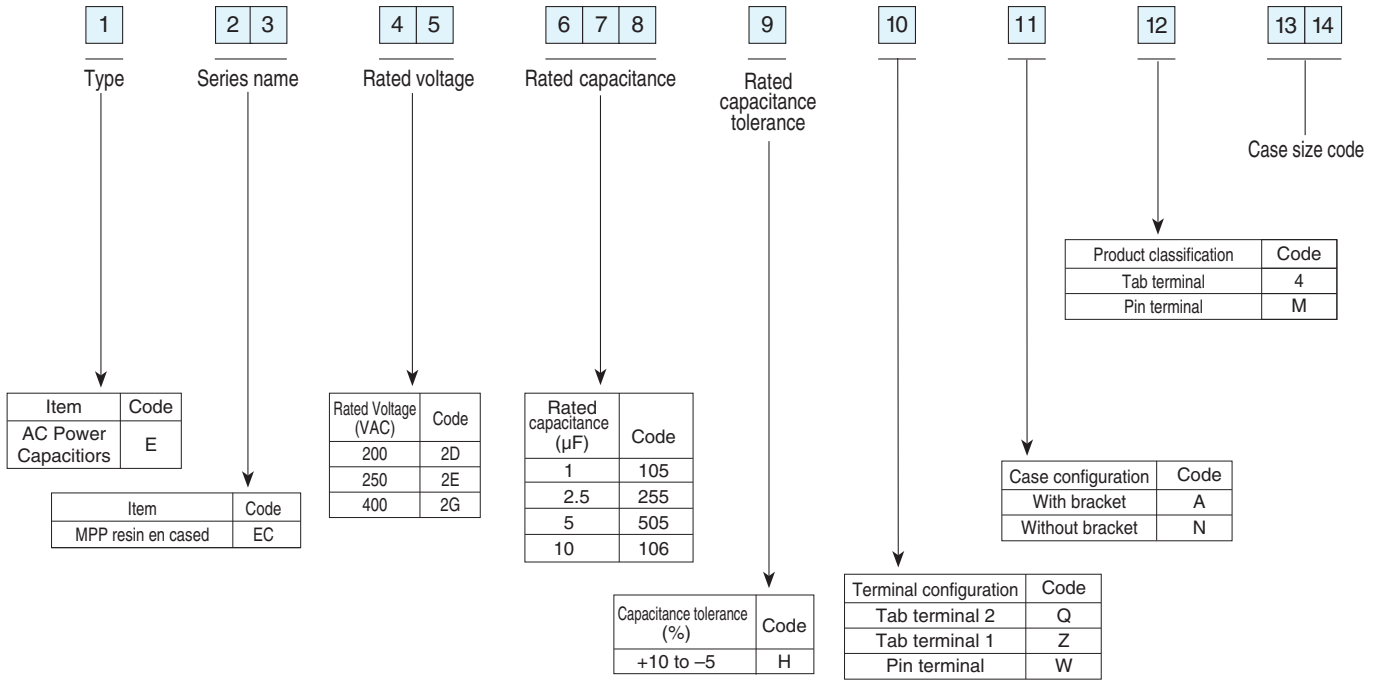 1 2 3 4 5 6 7 8 9 10 11 12 13 14
Type Series name Rated voltage Rated capacitance Rated
capacitance
tolerance
Case size code
Product classification Code
Tab terminal 4
Pin terminal M
Item Code
AC Power
Capacitiors E
Item Code
MPP resin en cased EC
Rated Voltage
(VAC) Code
200 2D
250 2E
400 2G
Rated
capacitance
(µF) Code
1 105
2.5 255
5 505
10 106
Case configuration Code
With bracket A
Without bracket N
Capacitance tolerance
(%) Code
+10 to –5 H
Terminal configuration Code
Tab terminal 2 Q
Tab terminal 1 Z
Pin terminal W